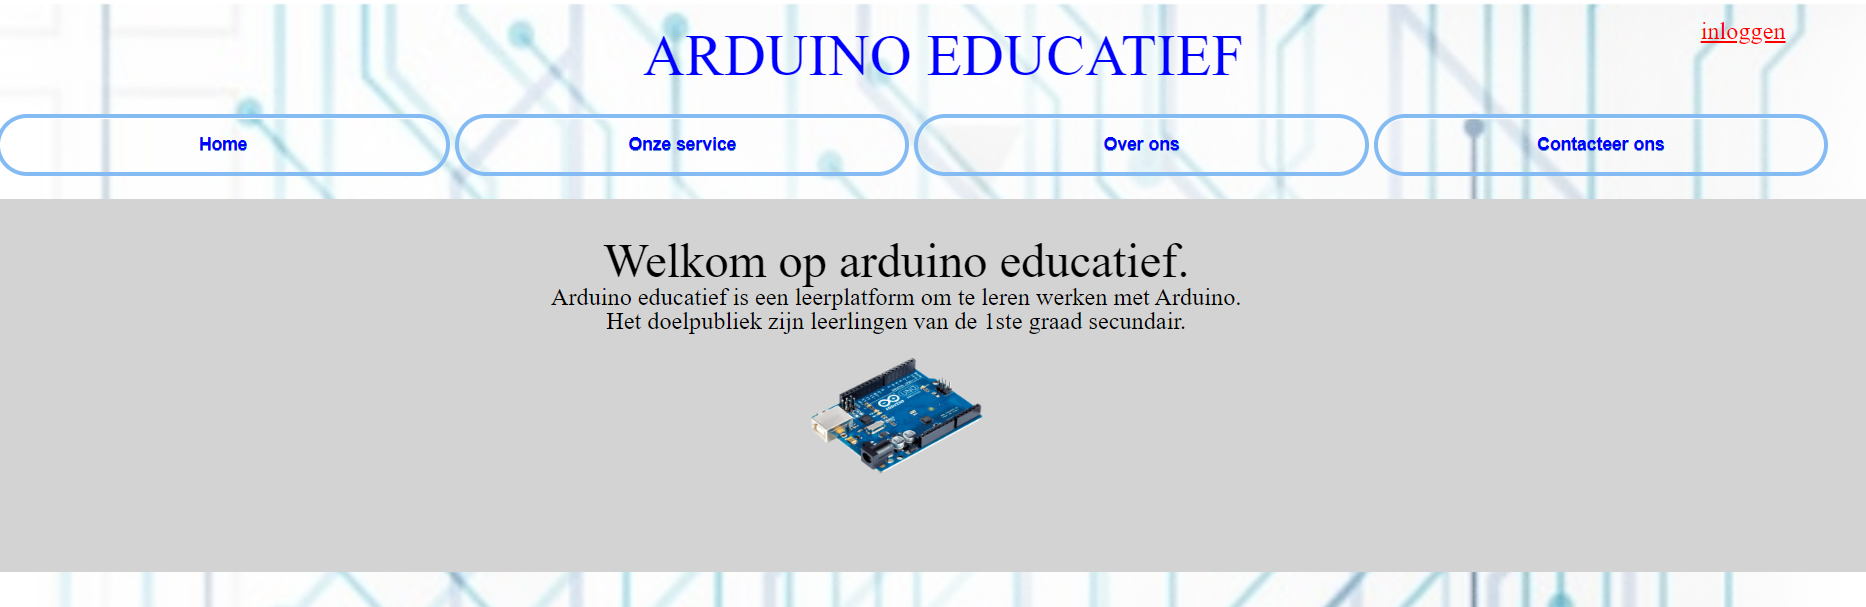 ARDUINO EDUCATIEF
inloggen
Home
Onze service
Over ons
Contacteer ons
Welkom op arduino educatief.
Arduino educatief is een leerplatform om te leren werken met Arduino.
Het doelpubliek zijn leerlingen van de 1ste graad secundair.